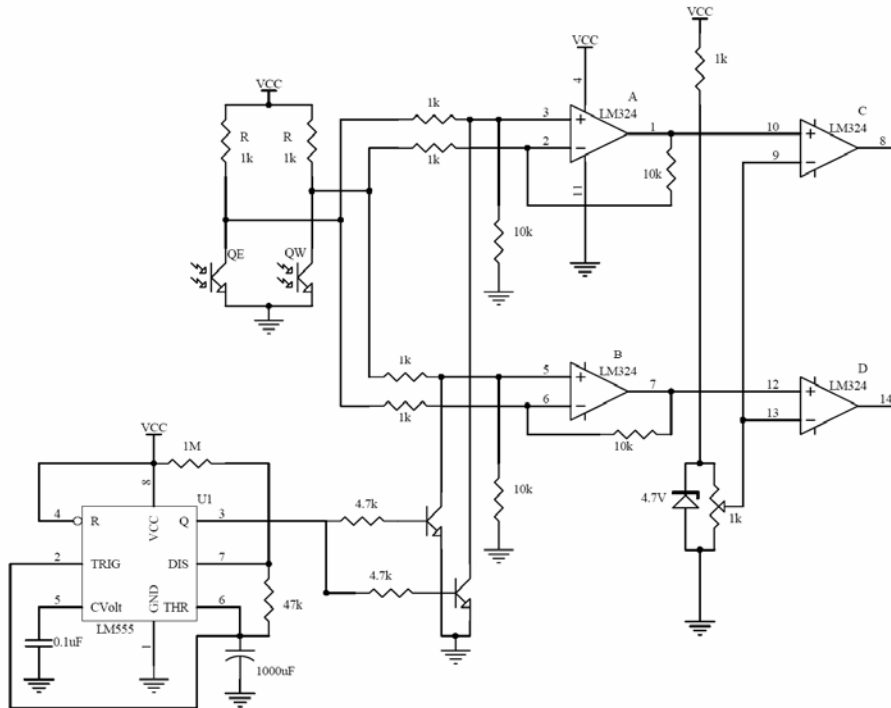 VCC
1k
VCC
4
A
LM324
3
2
1
11
10k
10k
VCC
R
1k
R
1k
QE
QW
1k
1k
C
LM324
10
9
8
1k
1k
B
LM324
5
6
7
10k
10k
D
LM324
12
13
14
4.7V
1k
VCC
1M
8
U1
4
R
VCC
Q
3
4.7k
2
TRIG
DIS
7
4.7k
5
CVolt
GND
THR
6
47k
LM555
1
0.1uF
1000uF